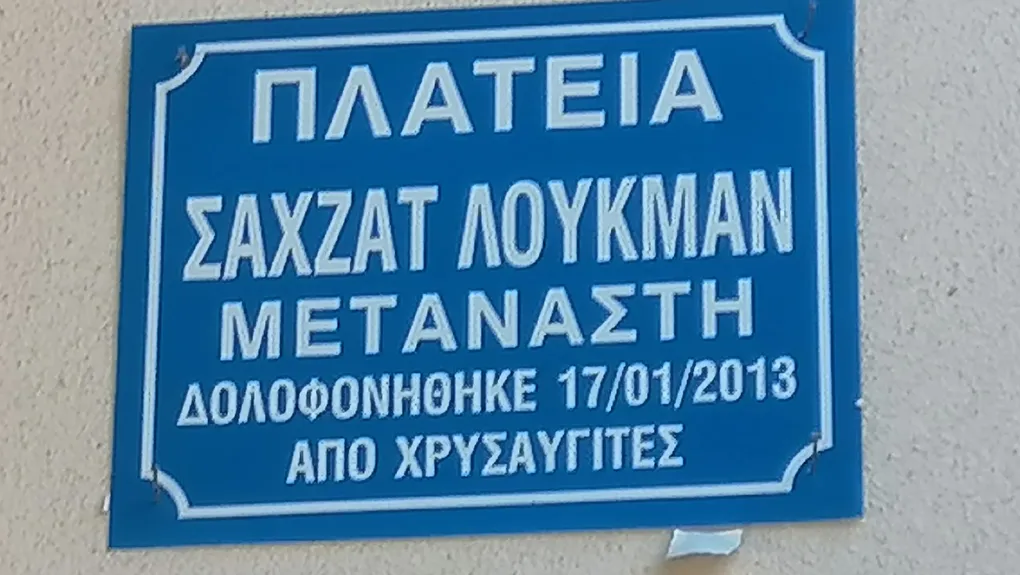 ΠΛΑΤΕΙΑ
ΣΑΧΖΑΤ ΛΟΥΚΜΑΝ
ΜΕΤΑΝΑΣΤΗ
ΔΟΛΟΦΟΝΗΘΗΚΕ 17/01/2013
ΑΠΟ ΧΡΥΣΑΥΓΙΤΕΣ